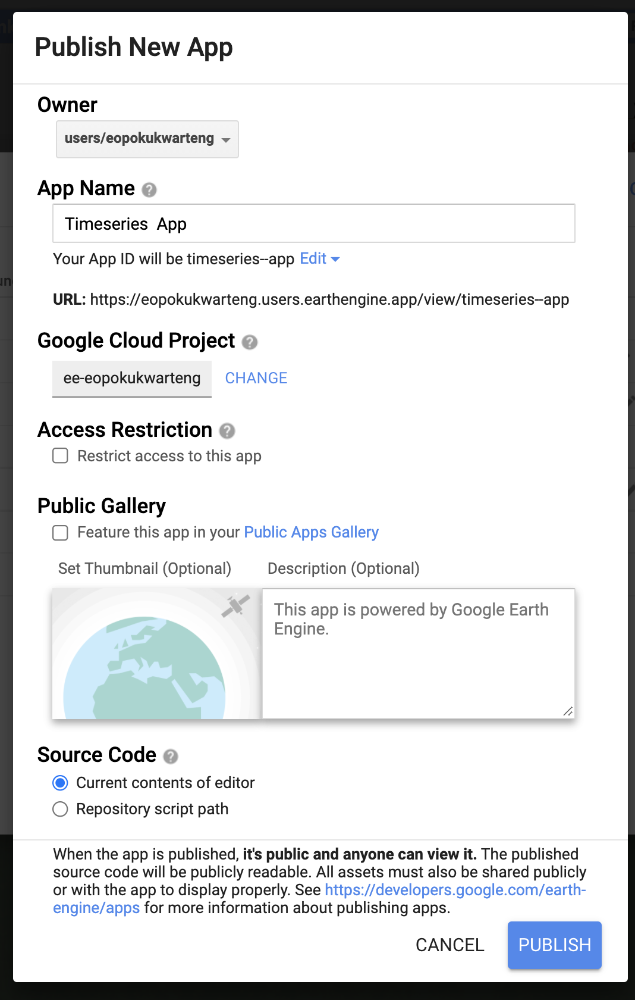 Publish New App
Owner
users/eopokukwarteng
App Name ?
Timeseries  App
Your App ID will be timeseries--app Edit
URL: https://eopokukwarteng.users.earthengine.app/view/timeseries--app
Google Cloud Project ?
ee-eopokukwarteng CHANGE
Access Restriction ?
Restrict access to this app
Public Gallery
Feature this app in your Public Apps Gallery
Set Thumbnail (Optional) Description (Optional)
This app is powered by Google Earth
Engine.
Source Code ?
Current contents of editor
Repository script path
When the app is published, it's public and anyone can view it. The published
source code will be publicly readable. All assets must also be shared publicly
or with the app to display properly. See https://developers.google.com/earth-
engine/apps for more information about publishing apps.
CANCEL PUBLISH